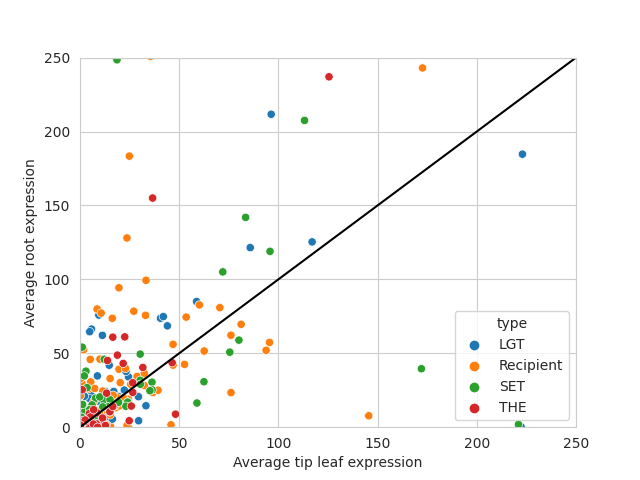 250
200
150
100
50
0
Average root expression
0 50 100 150 200 250
Average tip leaf expression
type
LGT
Recipient
SET
THE